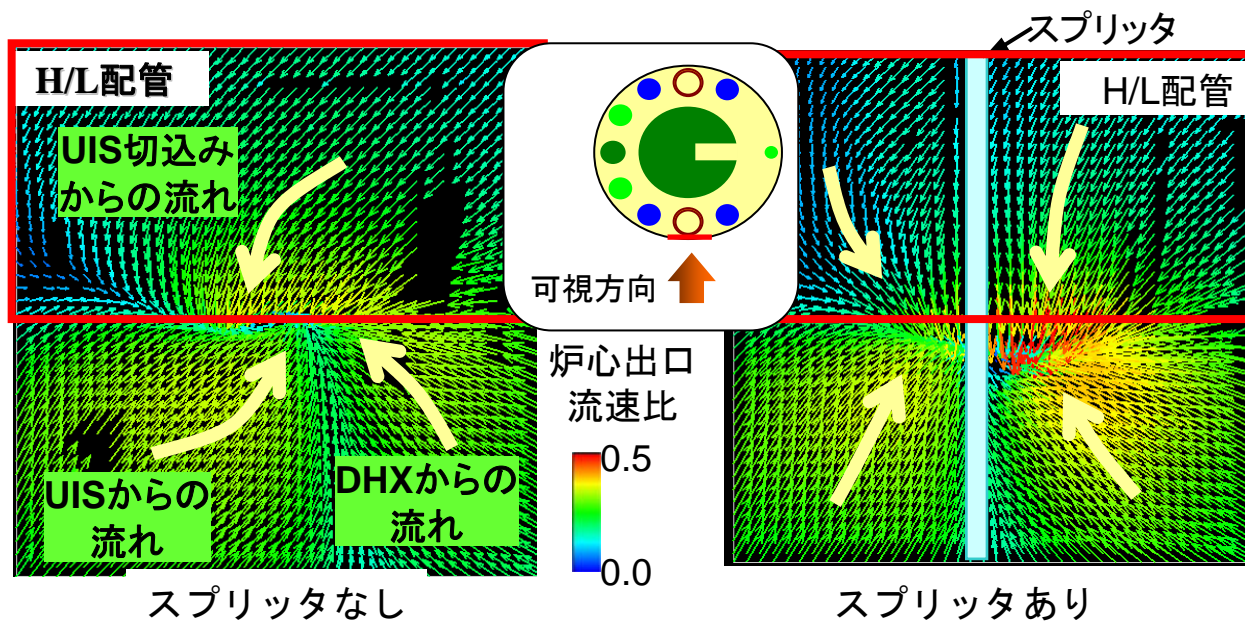 スプリッタ
H/L配管
H/L配管
UIS切込み
からの流れ
可視方向
炉心出口
流速比
0.5
0.0
UISからの
流れ
DHXからの
流れ
スプリッタなし
スプリッタあり